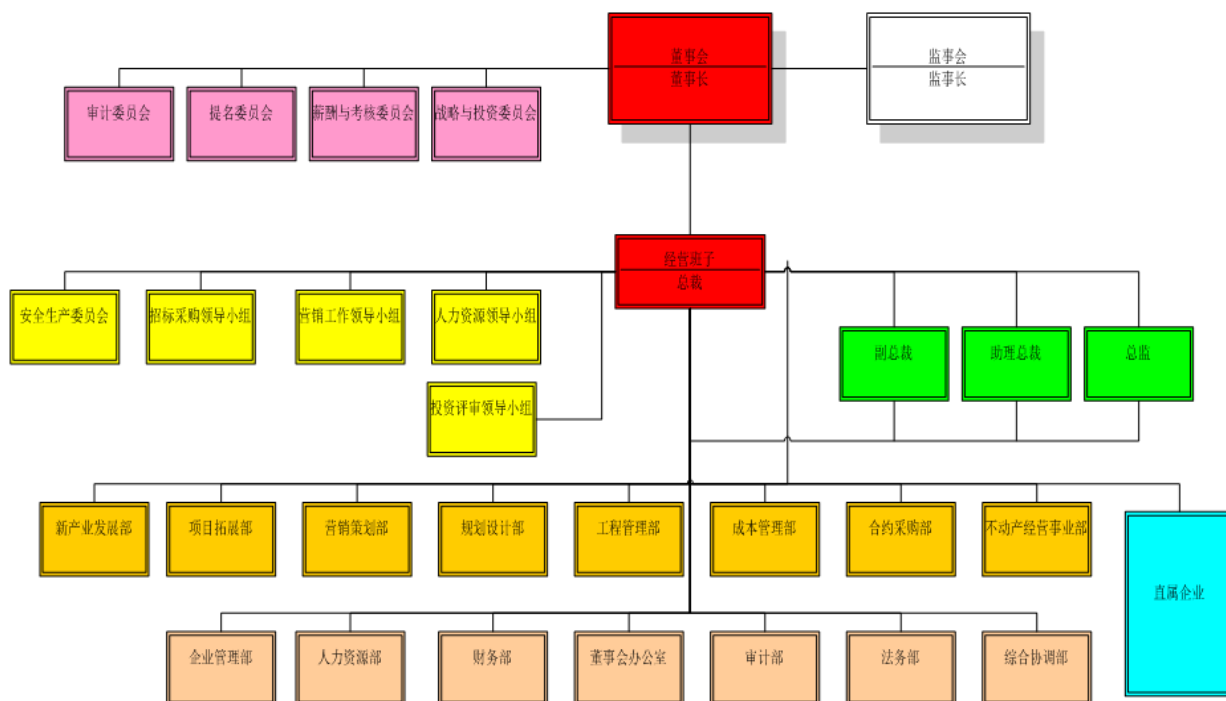 董事会
董事长
监事会
监事长
审计委员会
提名委员会
薪酬与考核委员会
战略与投资委员会
经营班子
总裁
安全生产委员会
招标采购领导小组
营销工作领导小组
人力资源领导小组
投资评审领导小组
副总裁
助理总裁
总监
新产业发展部
项目拓展部
营销策划部
规划设计部
工程管理部
成本管理部
合约采购部
不动产经营事业部
直属企业
企业管理部
人力资源部
财务部
董事会办公室
审计部
法务部
综合协调部